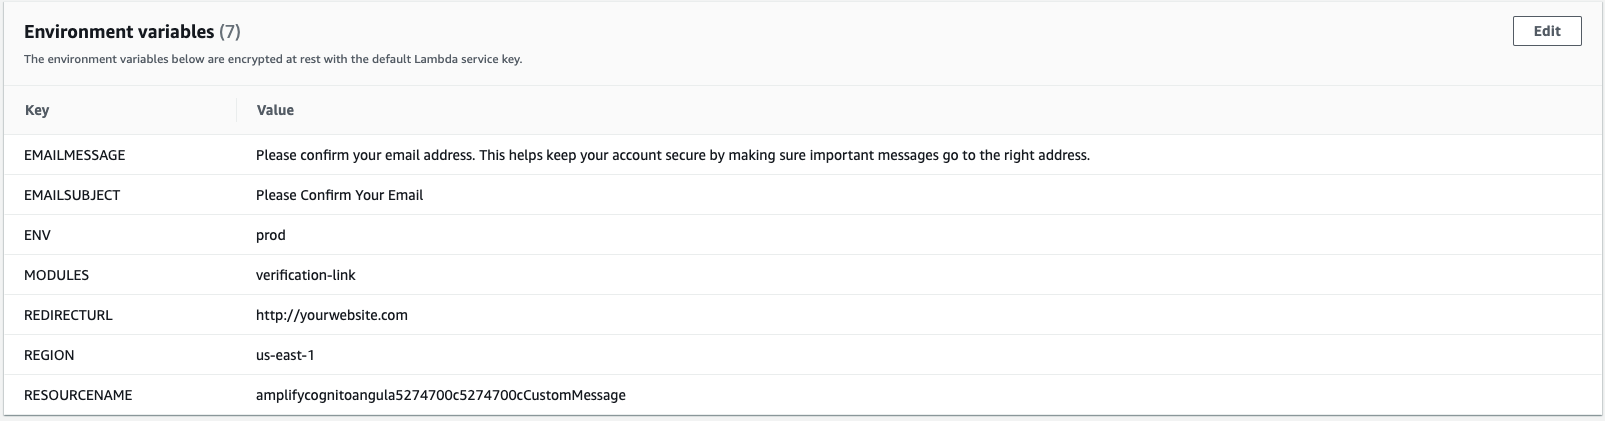 Environment variables (7)
Edit
The environment variables below are encrypted at rest with the default Lambda service key.
Key Value
EMAILMESSAGE Please confirm your email address. This helps keep your account secure by making sure important messages go to the right address.
EMAILSUBJECT Please Confirm Your Email
ENV prod
MODULES verification-link
REDIRECTURL http://yourwebsite.com
REGION us-east-1
RESOURCENAME amplifycognitoangula5274700c5274700cCustomMessage